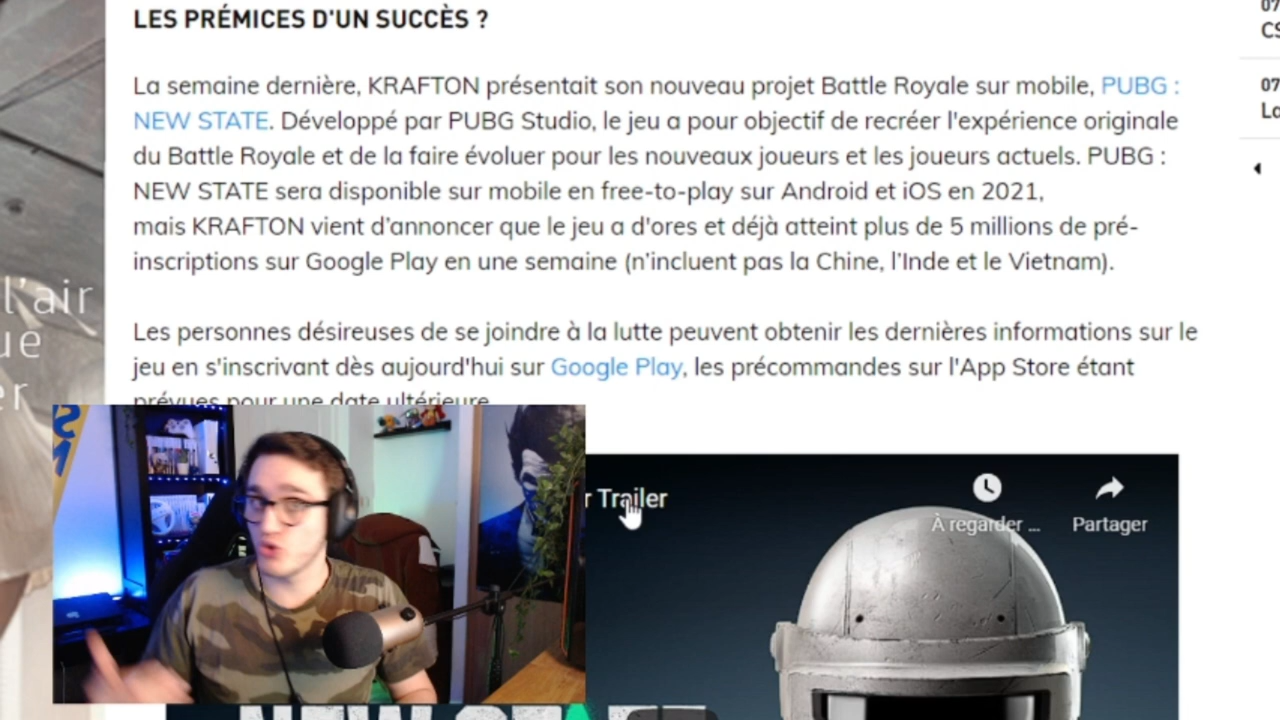 LES PRÉMICES D'UN SUCCÈS ?
La semaine dernière, KRAFTON présentait son nouveau projet Battle Royale sur mobile, PUBG :
NEW STATE. Développé par PUBG Studio, le jeu a pour objectif de recréer l'expérience originale
du Battle Royale et de la faire évoluer pour les nouveaux joueurs et les joueurs actuels. PUBG :
NEW STATE sera disponible sur mobile en free-to-play sur Android et iOS en 2021,
mais KRAFTON vient d’annoncer que le jeu a d'ores et déjà atteint plus de 5 millions de pré-
inscriptions sur Google Play en une semaine (n’incluent pas la Chine, l’Inde et le Vietnam).
Les personnes désireuses de se joindre à la lutte peuvent obtenir les dernières informations sur le
jeu en s'inscrivant dès aujourd'hui sur Google Play, les précommandes sur l'App Store étant
prévues pour une date ultérieure.
l'air
ue
er
07
CS
07
r Trailer
À regarder ...
Partager
NEW STATE